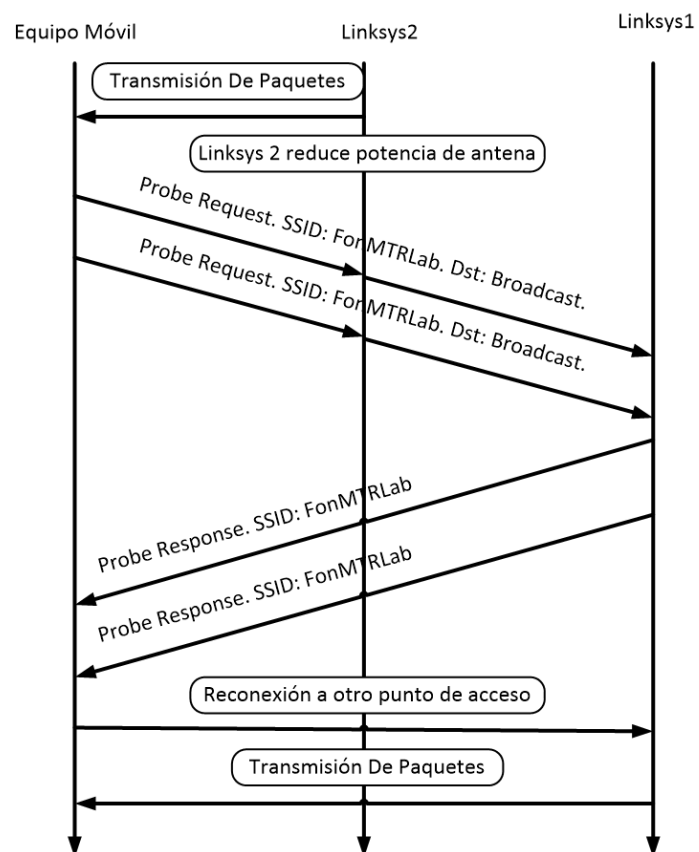 Equipo Móvil
Linksys2
Linksys1
Transmisión De Paquetes
Linksys 2 reduce potencia de antena
Probe Request. SSID: FonMTRLab. Dst: Broadcast.
Probe Request. SSID: FonMTRLab. Dst: Broadcast.
Probe Response. SSID: FonMTRLab
Probe Response. SSID: FonMTRLab
Reconexión a otro punto de acceso
Transmisión De Paquetes